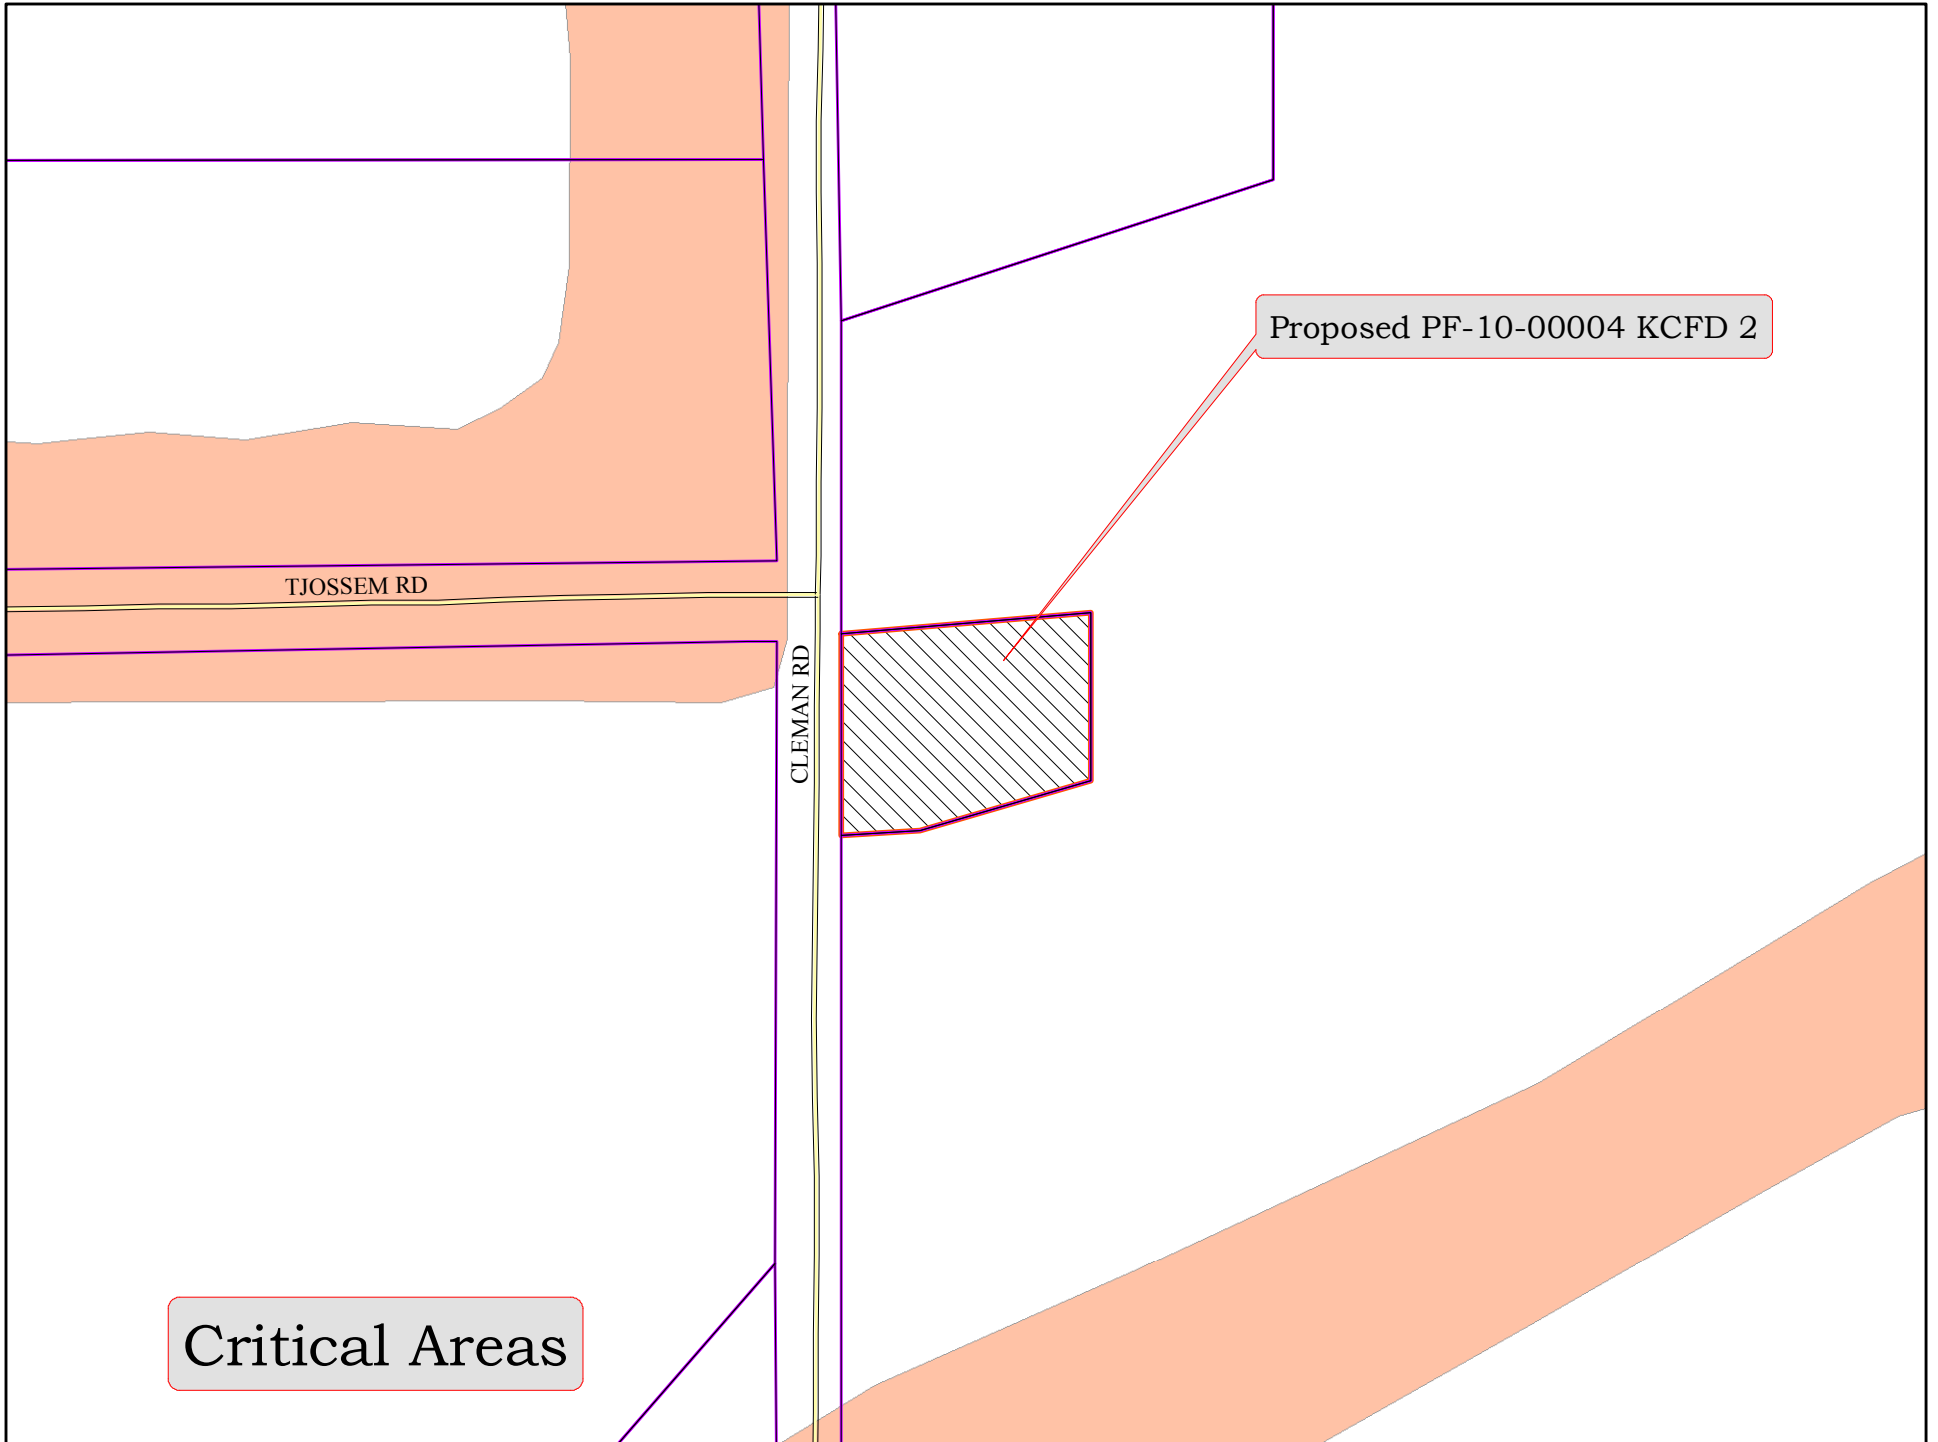 Proposed PF-10-00004 KCFD 2
TJOSSEM RD
CLEMAN RD
Critical Areas